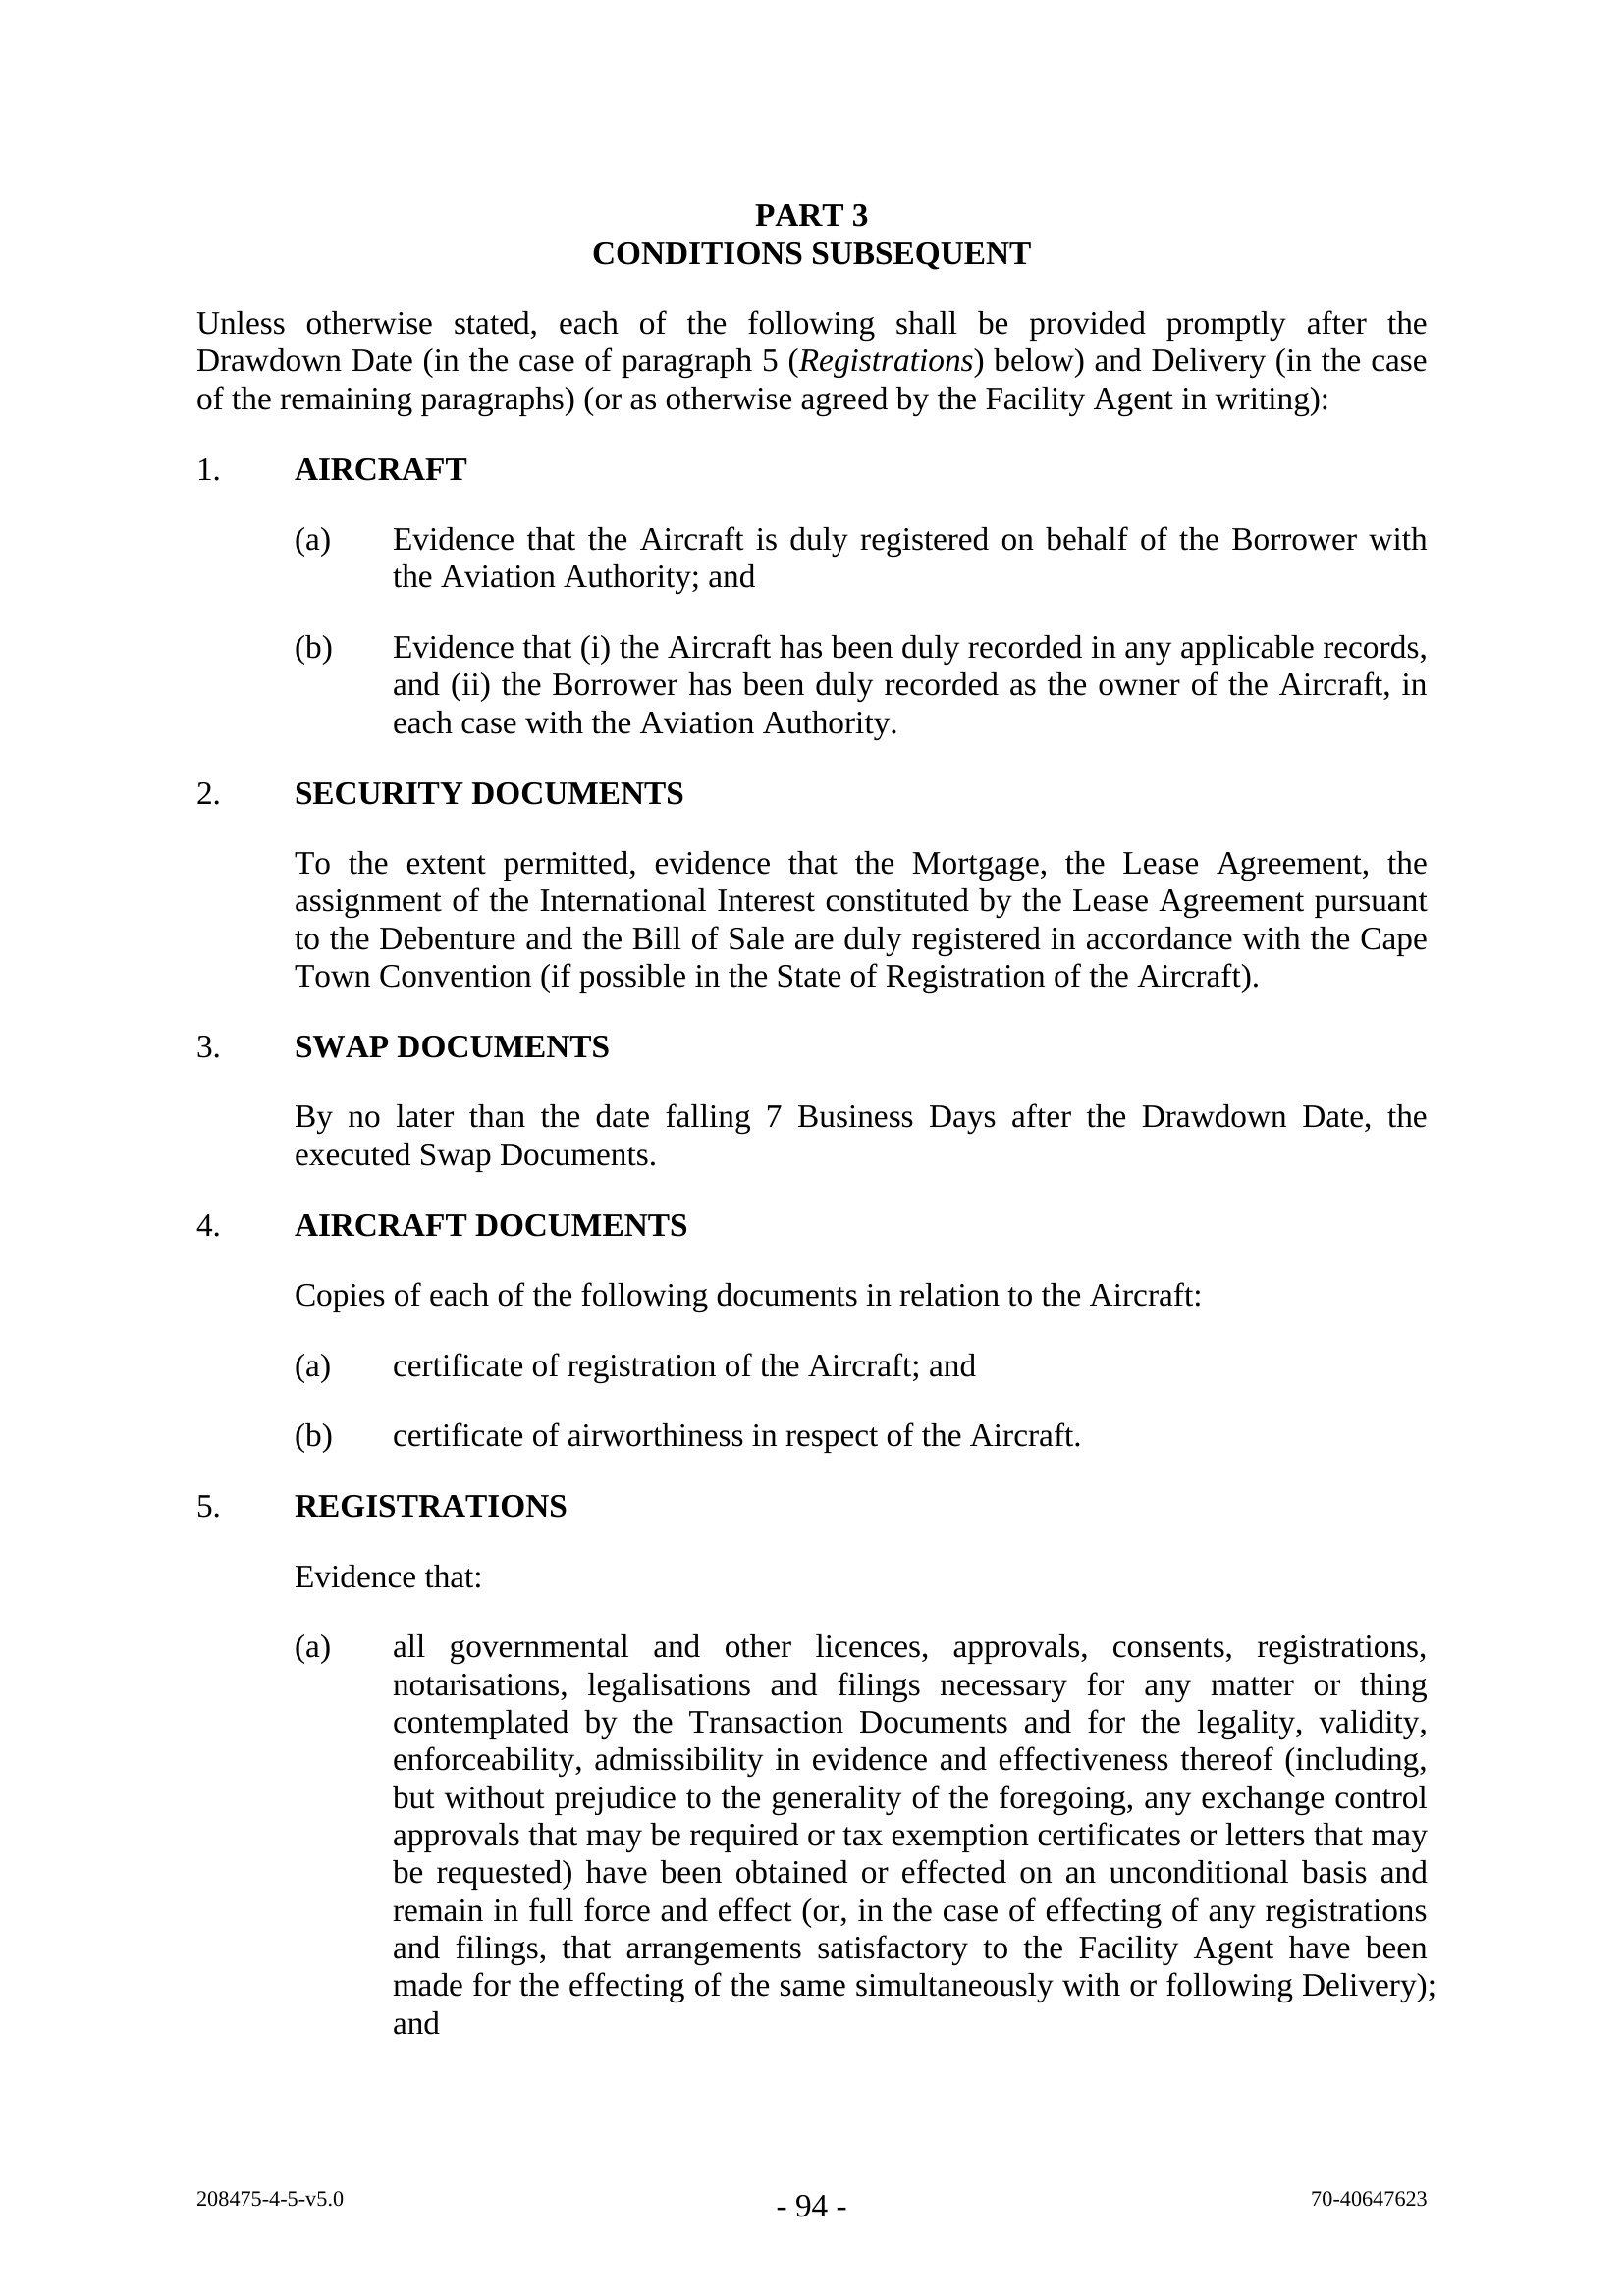 PART 3
CONDITIONS SUBSEQUENT
Unless otherwise stated, each of the following shall be provided promptly after the
Drawdown Date (in the case of paragraph 5 (Registrations) below) and Delivery (in the case
of the remaining paragraphs) (or as otherwise agreed by the Facility Agent in writing):
1. AIRCRAFT
(a) Evidence that the Aircraft is duly registered on behalf of the Borrower with
the Aviation Authority; and
(b) Evidence that (i) the Aircraft has been duly recorded in any applicable records,
and (ii) the Borrower has been duly recorded as the owner of the Aircraft, in
each case with the Aviation Authority.
2. SECURITY DOCUMENTS
To the extent permitted, evidence that the Mortgage, the Lease Agreement, the
assignment of the International Interest constituted by the Lease Agreement pursuant
to the Debenture and the Bill of Sale are duly registered in accordance with the Cape
Town Convention (if possible in the State of Registration of the Aircraft).
3. SWAP DOCUMENTS
By no later than the date falling 7 Business Days after the Drawdown Date, the
executed Swap Documents.
4. AIRCRAFT DOCUMENTS
Copies of each of the following documents in relation to the Aircraft:
(a) certificate of registration of the Aircraft; and
(b) certificate of airworthiness in respect of the Aircraft.
5. REGISTRATIONS
Evidence that:
(a) all governmental and other licences, approvals, consents, registrations,
notarisations, legalisations and filings necessary for any matter or thing
contemplated by the Transaction Documents and for the legality, validity,
enforceability, admissibility in evidence and effectiveness thereof (including,
but without prejudice to the generality of the foregoing, any exchange control
approvals that may be required or tax exemption certificates or letters that may
be requested) have been obtained or effected on an unconditional basis and
remain in full force and effect (or, in the case of effecting of any registrations
and filings, that arrangements satisfactory to the Facility Agent have been
made for the effecting of the same simultaneously with or following Delivery);
and
208475-4-5-v5.0 - 94 - 70-40647623